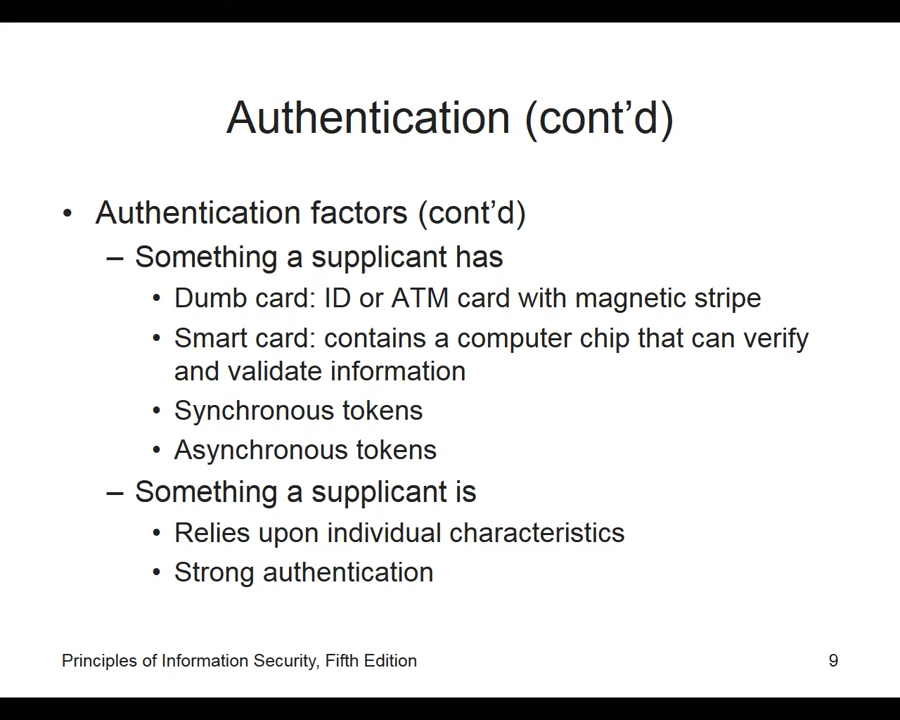 Authentication (cont’d)
• Authentication factors (cont’d)
– Something a supplicant has
• Dumb card: ID or ATM card with magnetic stripe
• Smart card: contains a computer chip that can verify
and validate information
• Synchronous tokens
• Asynchronous tokens
– Something a supplicant is
• Relies upon individual characteristics
• Strong authentication
Principles of Information Security, Fifth Edition
9